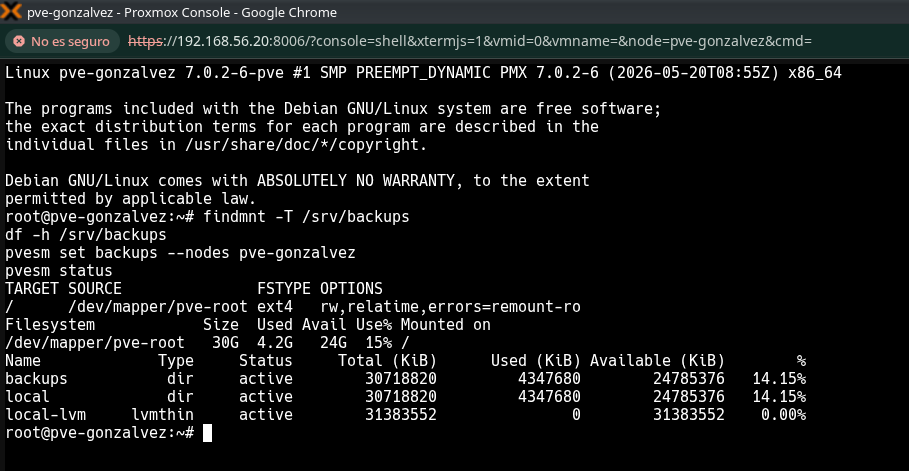 pve-gonzalvez - Proxmox Console - Google Chrome
No es seguro https://192.168.56.20:8006/?console=shell&xtermjs=1&vmid=0&vmname=&node=pve-gonzalvez&cmd=
Linux pve-gonzalvez 7.0.2-6-pve #1 SMP PREEMPT_DYNAMIC PMX 7.0.2-6 (2026-05-20T08:55Z) x86_64

The programs included with the Debian GNU/Linux system are free software;
the exact distribution terms for each program are described in the
individual files in /usr/share/doc/*/copyright.

Debian GNU/Linux comes with ABSOLUTELY NO WARRANTY, to the extent
permitted by applicable law.
root@pve-gonzalvez:~# findmnt -T /srv/backups
df -h /srv/backups
pvesm set backups --nodes pve-gonzalvez
pvesm status
TARGET SOURCE               FSTYPE OPTIONS
/      /dev/mapper/pve-root ext4   rw,relatime,errors=remount-ro
Filesystem            Size  Used Avail Use% Mounted on
/dev/mapper/pve-root   30G  4.2G   24G  15% /
Name             Type     Status     Total (KiB)      Used (KiB) Available (KiB)        %
backups           dir     active        30718820         4347680        24785376   14.15%
local             dir     active        30718820         4347680        24785376   14.15%
local-lvm     lvmthin     active        31383552               0        31383552    0.00%
root@pve-gonzalvez:~#